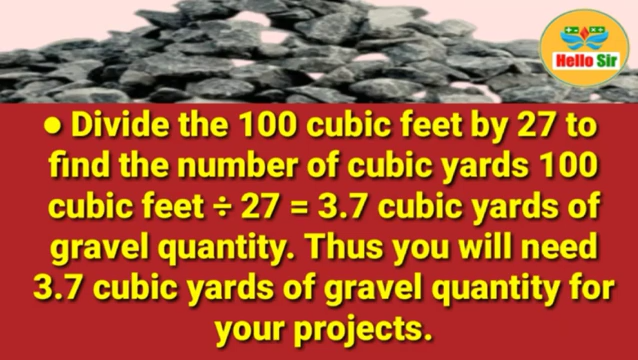 Hello Sir
● Divide the 100 cubic feet by 27 to
find the number of cubic yards 100
cubic feet ÷ 27 = 3.7 cubic yards of
gravel quantity. Thus you will need
3.7 cubic yards of gravel quantity for
your projects.